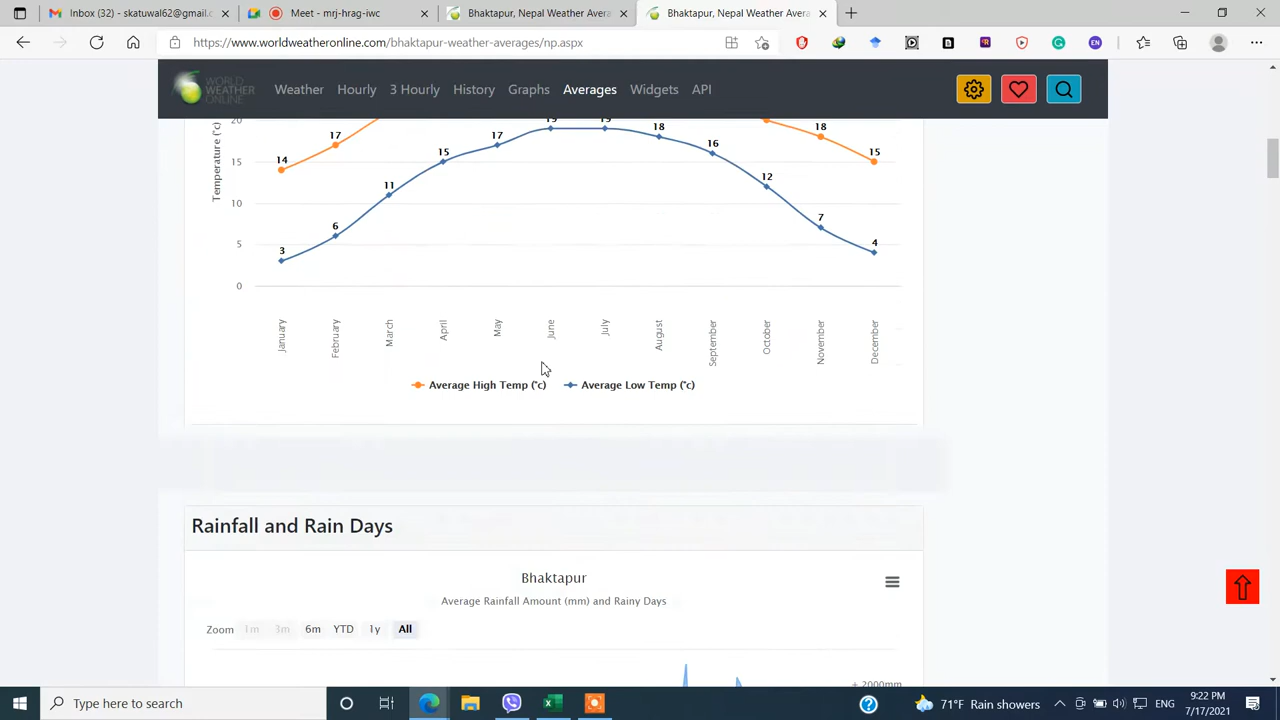 Inbox (32) - skatuwal62@gmail.c
Meet - mrj-hrag-iwc
Bhaktapur, Nepal Weather Avera
Bhaktapur, Nepal Weather Avera
https://www.worldweatheronline.com/bhaktapur-weather-averages/np.aspx
WORLD WEATHER ONLINE
Weather Hourly 3 Hourly History Graphs Averages Widgets API
Temperature (°c)
20
15
10
5
0
14
17
18
15
3
6
11
15
17
19
19
18
16
12
7
4
January
February
March
April
May
June
July
August
September
October
November
December
Average High Temp (°c) Average Low Temp (°c)
Rainfall and Rain Days
Bhaktapur
Average Rainfall Amount (mm) and Rainy Days
Zoom 1m 3m 6m YTD 1y All
2000mm
Type here to search
71°F Rain showers
ENG
9:22 PM
7/17/2021